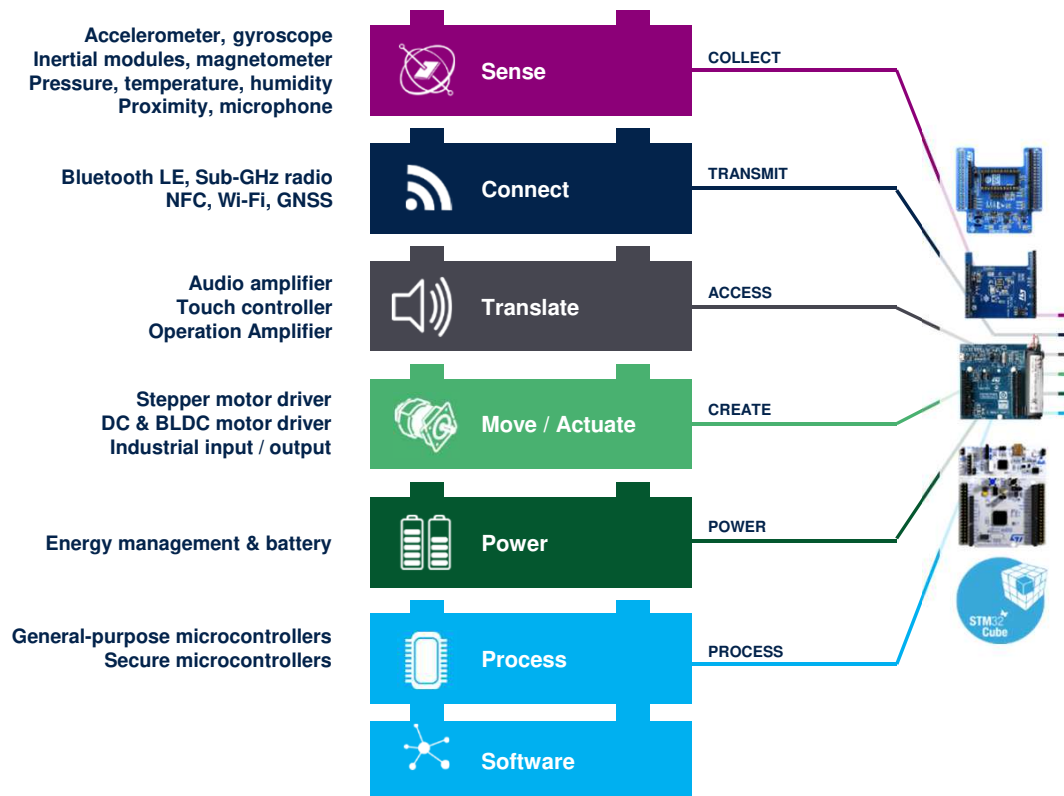 Accelerometer, gyroscope
Inertial modules, magnetometer
Pressure, temperature, humidity
Proximity, microphone
Sense
COLLECT
Bluetooth LE, Sub-GHz radio
NFC, Wi-Fi, GNSS
Connect
TRANSMIT
Audio amplifier
Touch controller
Operation Amplifier
Translate
ACCESS
Stepper motor driver
DC & BLDC motor driver
Industrial input / output
Move / Actuate
CREATE
Energy management & battery
Power
POWER
General-purpose microcontrollers
Secure microcontrollers
Process
PROCESS
STM32
Cube
Software